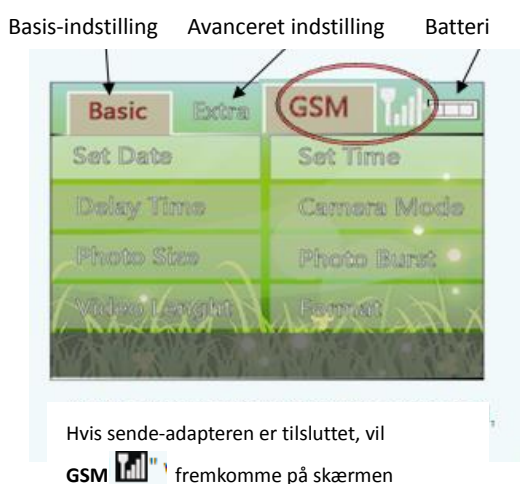 Basis-indstilling Avanceret indstilling Batteri
Basic Extra GSM
Set Date Set Time
Delay Time Camera Mode
Photo Size Photo Burst
Video Lenght Format
Hvis sende-adapteren er tilsluttet, vil
GSM " fremkomme på skærmen